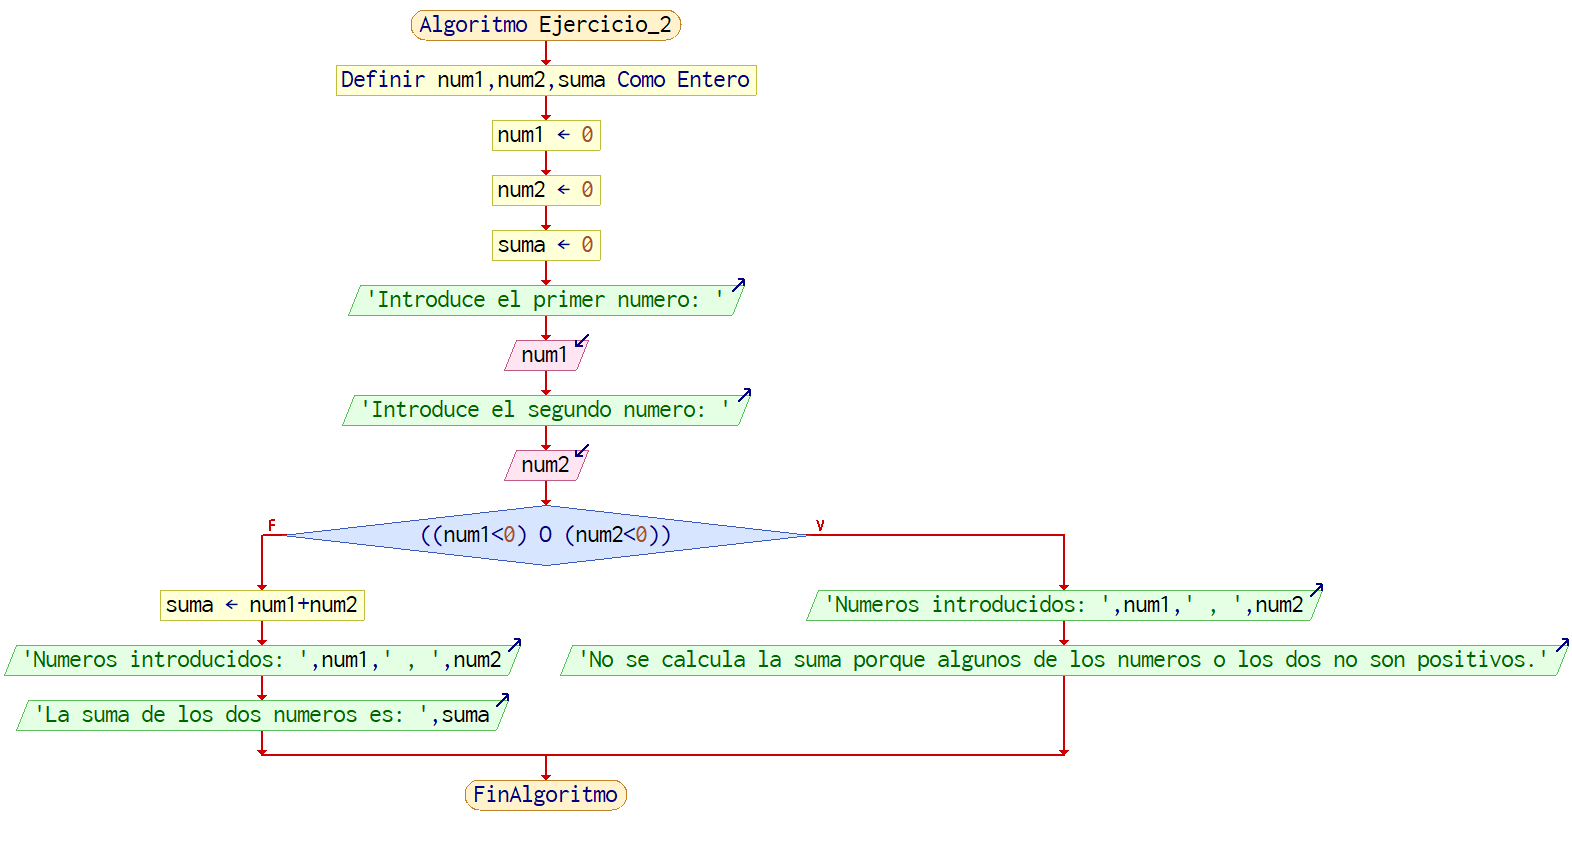 Algoritmo Ejercicio_2
Definir num1,num2,suma Como Entero
num1 ← 0
num2 ← 0
suma ← 0
'Introduce el primer numero: '
num1
'Introduce el segundo numero: '
num2
F
((num1<0) O (num2<0))
V
suma ← num1+num2
'Numeros introducidos: ',num1,' , ',num2
'La suma de los dos numeros es: ',suma
'Numeros introducidos: ',num1,' , ',num2
'No se calcula la suma porque algunos de los numeros o los dos no son positivos.'
FinAlgoritmo